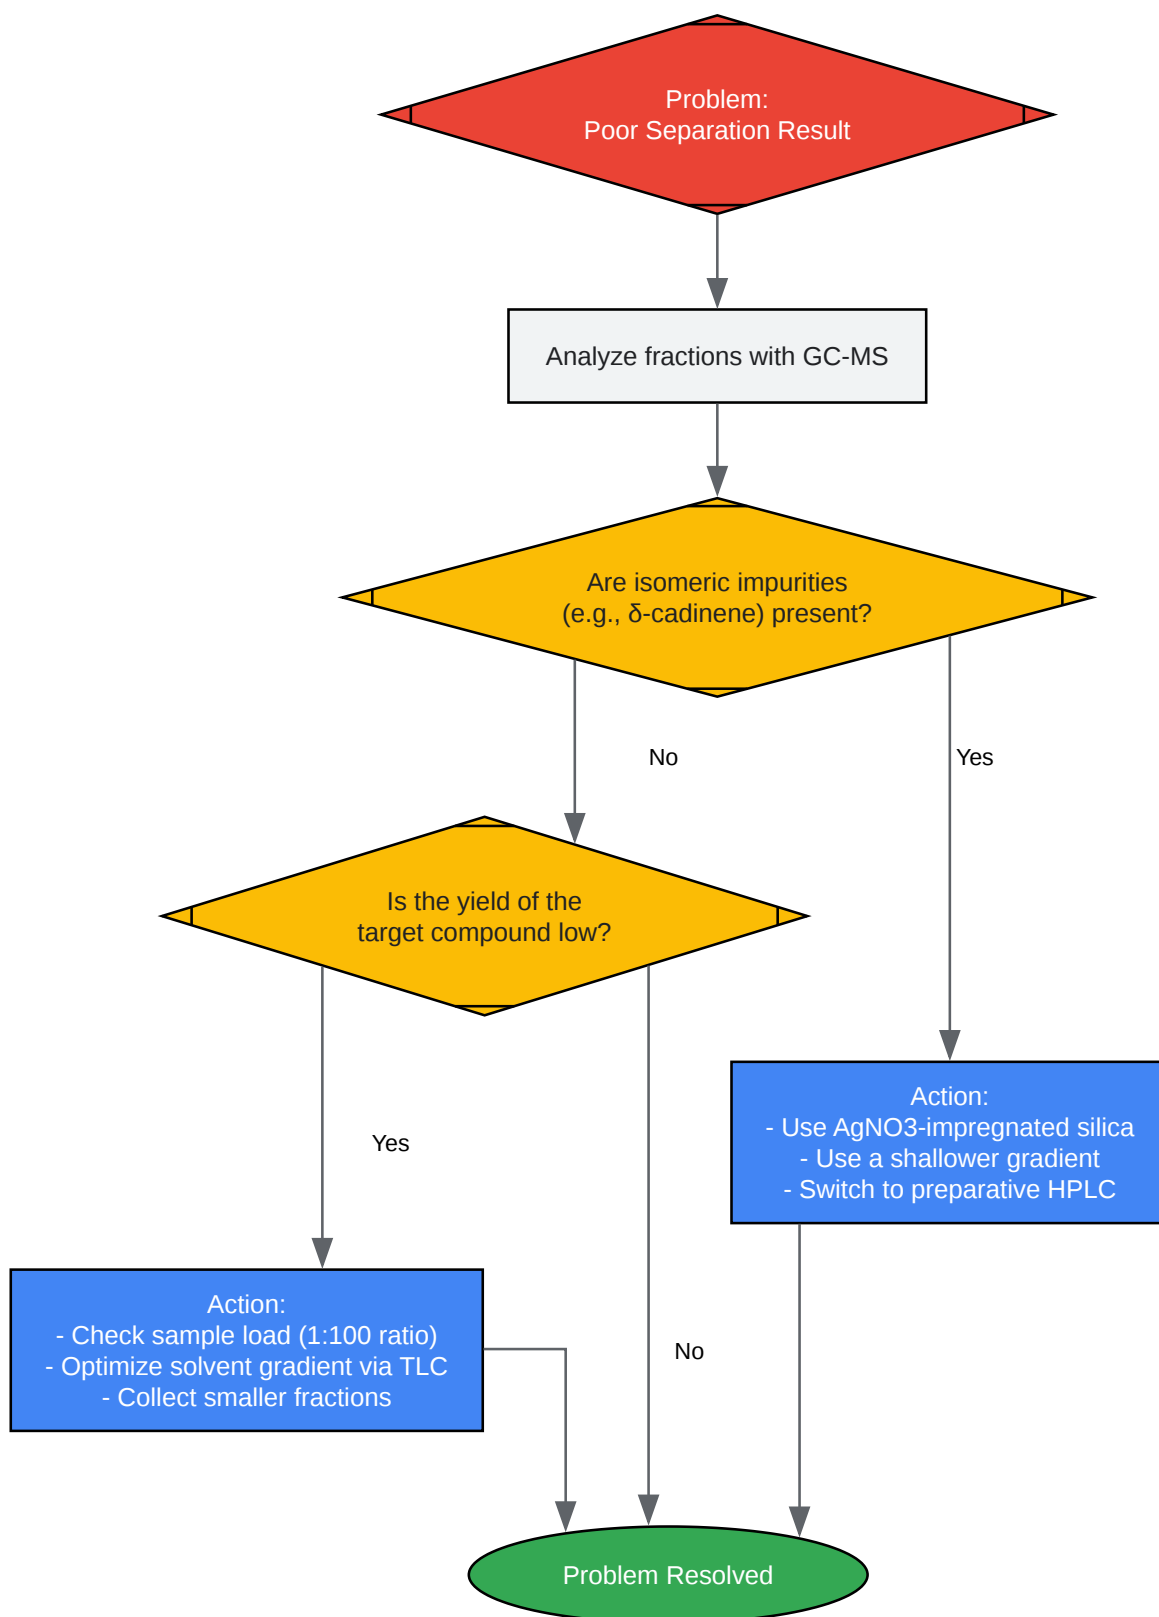 Problem:
Poor Separation Result
Analyze fractions with GC-MS
Are isomeric impurities
(e.g., δ-cadinene) present?
No
Yes
Is the yield of the
target compound low?
Action:
- Use AgNO3-impregnated silica
- Use a shallower gradient
- Switch to preparative HPLC
Yes
Action:
- Check sample load (1:100 ratio)
- Optimize solvent gradient via TLC
- Collect smaller fractions
No
Problem Resolved